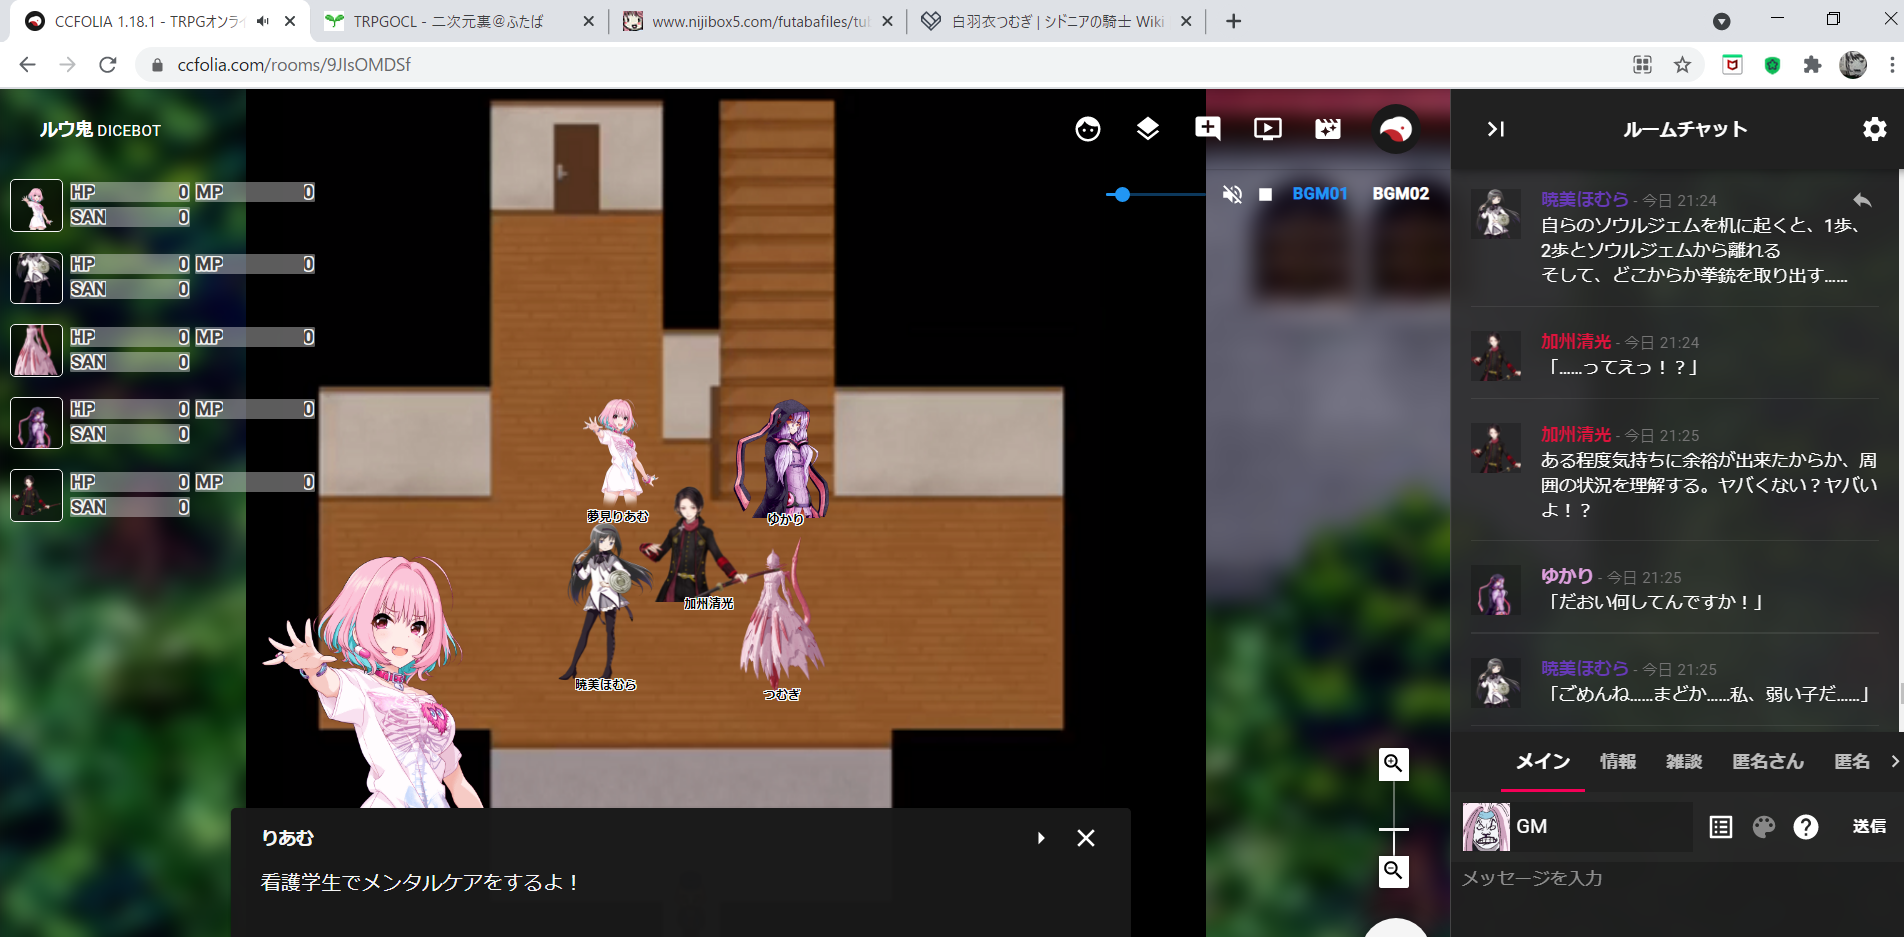 CCFOLIA 1.18.1 - TRPGオンライ
TRPGOCL - 二次元裏＠ふたば
www.nijibox5.com/futabafiles/tu
白羽衣つむぎ | シドニアの騎士 Wiki
ccfolia.com/rooms/9JIsOMDSf
ルウ鬼 DICEBOT
HP 0 MP 0
SAN 0
HP 0 MP 0
SAN 0
HP 0 MP 0
SAN 0
HP 0 MP 0
SAN 0
HP 0 MP 0
SAN 0
BGM01 BGM02
夢見りあむ
ゆかり
加州清光
暁美ほむら
つむぎ
りあむ
看護学生でメンタルケアをするよ！
ルームチャット
暁美ほむら - 今日 21:24
自らのソウルジェムを机に起くと、1歩、
2歩とソウルジェムから離れる
そして、どこからか拳銃を取り出す……
加州清光 - 今日 21:24
「……ってえっ！？」
加州清光 - 今日 21:25
ある程度気持ちに余裕が出来たからか、周
囲の状況を理解する。ヤバくない？ヤバい
よ！？
ゆかり - 今日 21:25
「だおい何してんですか！」
暁美ほむら - 今日 21:25
「ごめんね……まどか……私、弱い子だ……」
メイン 情報 雑談 匿名さん 匿名
GM
送信
メッセージを入力